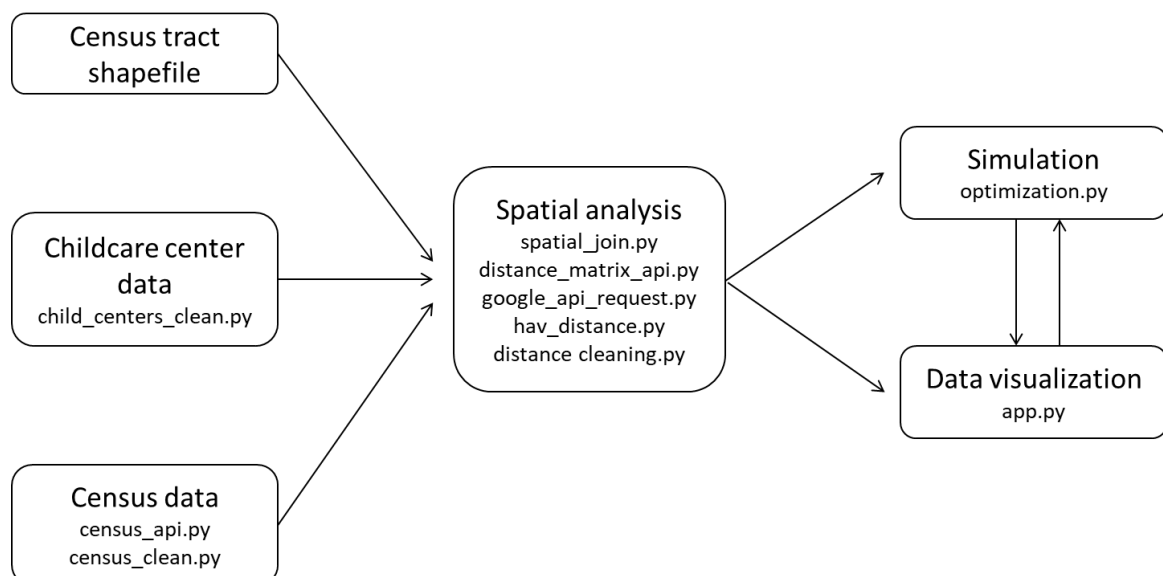 Census tract
shapefile
Childcare center
data
child_centers_clean.py
Census data
census_api.py
census_clean.py
Spatial analysis
spatial_join.py
distance_matrix_api.py
google_api_request.py
hav_distance.py
distance cleaning.py
Simulation
optimization.py
Data visualization
app.py